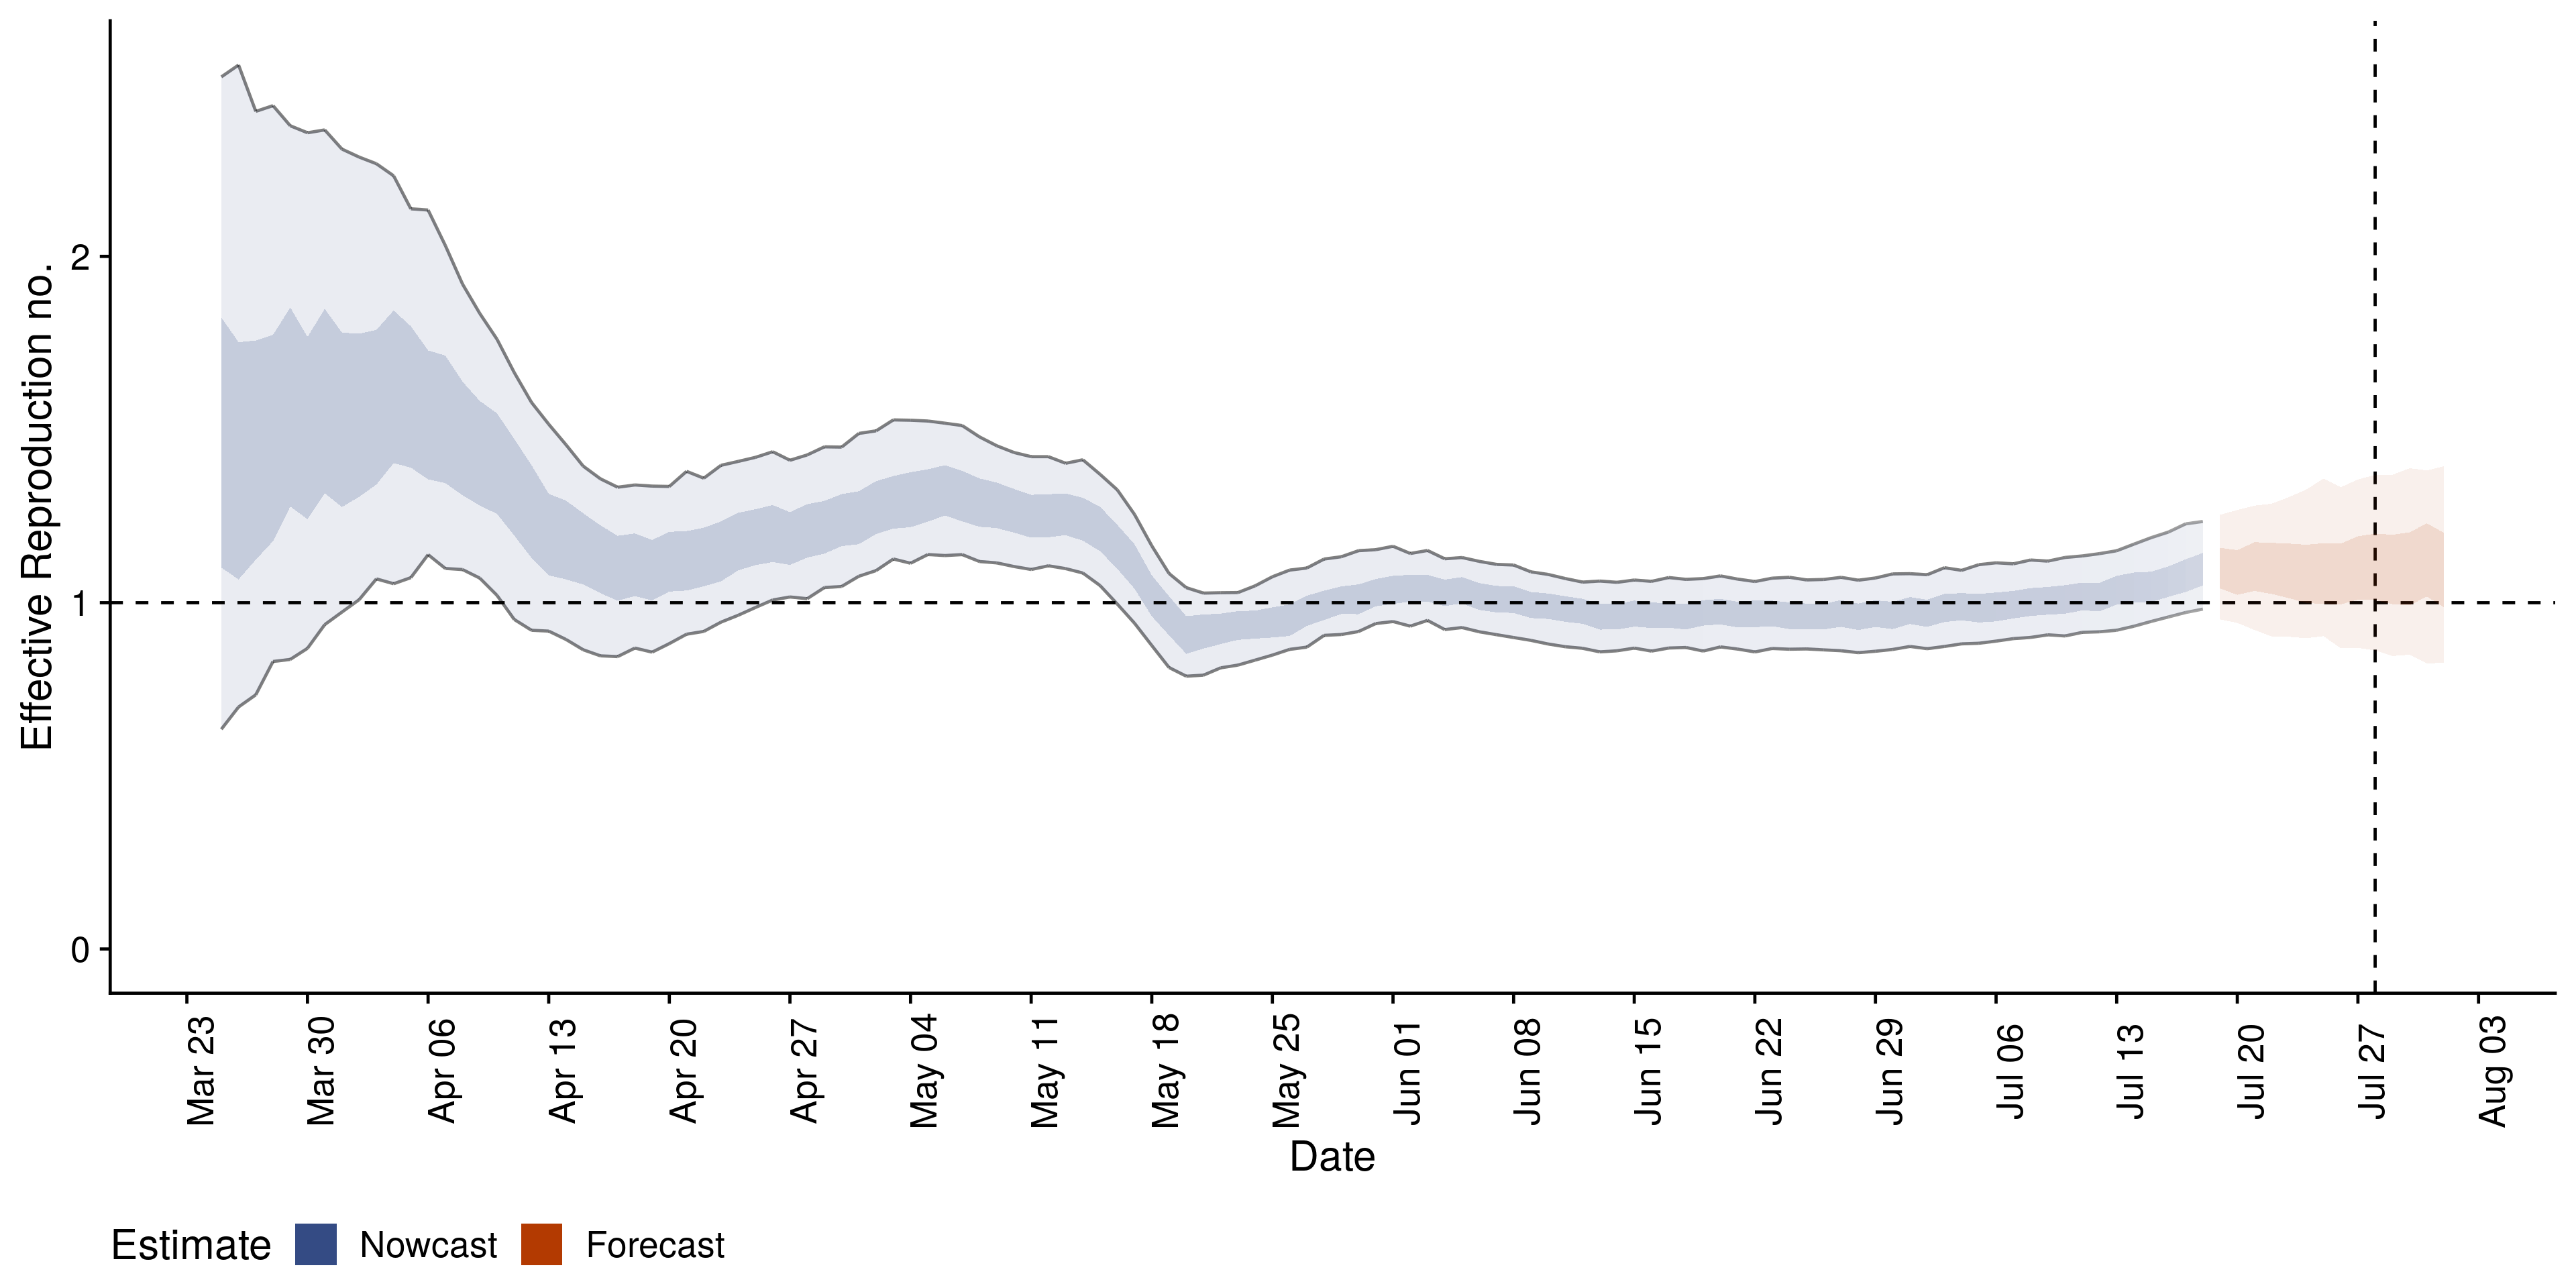 Effective Reproduction no.
2
1
0
Mar 23
Mar 30
Apr 06
Apr 13
Apr 20
Apr 27
May 04
May 11
May 18
May 25
Jun 01
Jun 08
Jun 15
Jun 22
Jun 29
Jul 06
Jul 13
Jul 20
Jul 27
Aug 03
Date
Estimate Nowcast Forecast